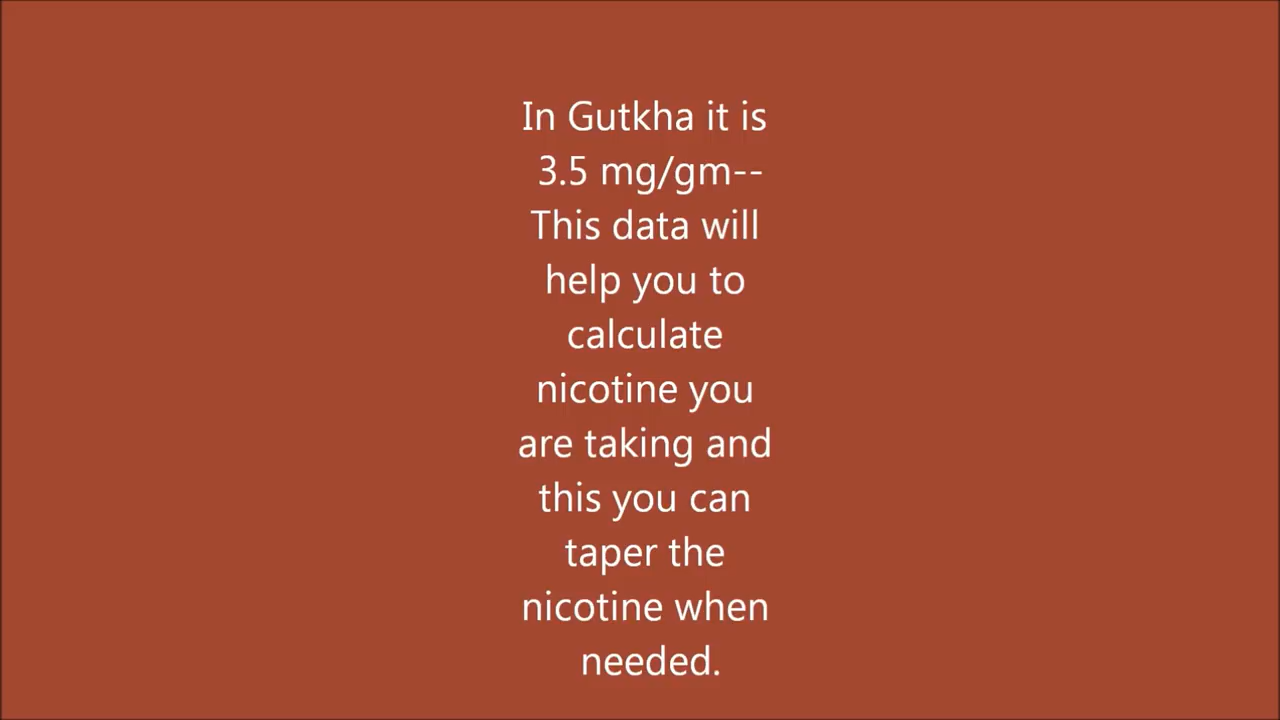 In Gutkha it is
3.5 mg/gm--
This data will
help you to
calculate
nicotine you
are taking and
this you can
taper the
nicotine when
needed.